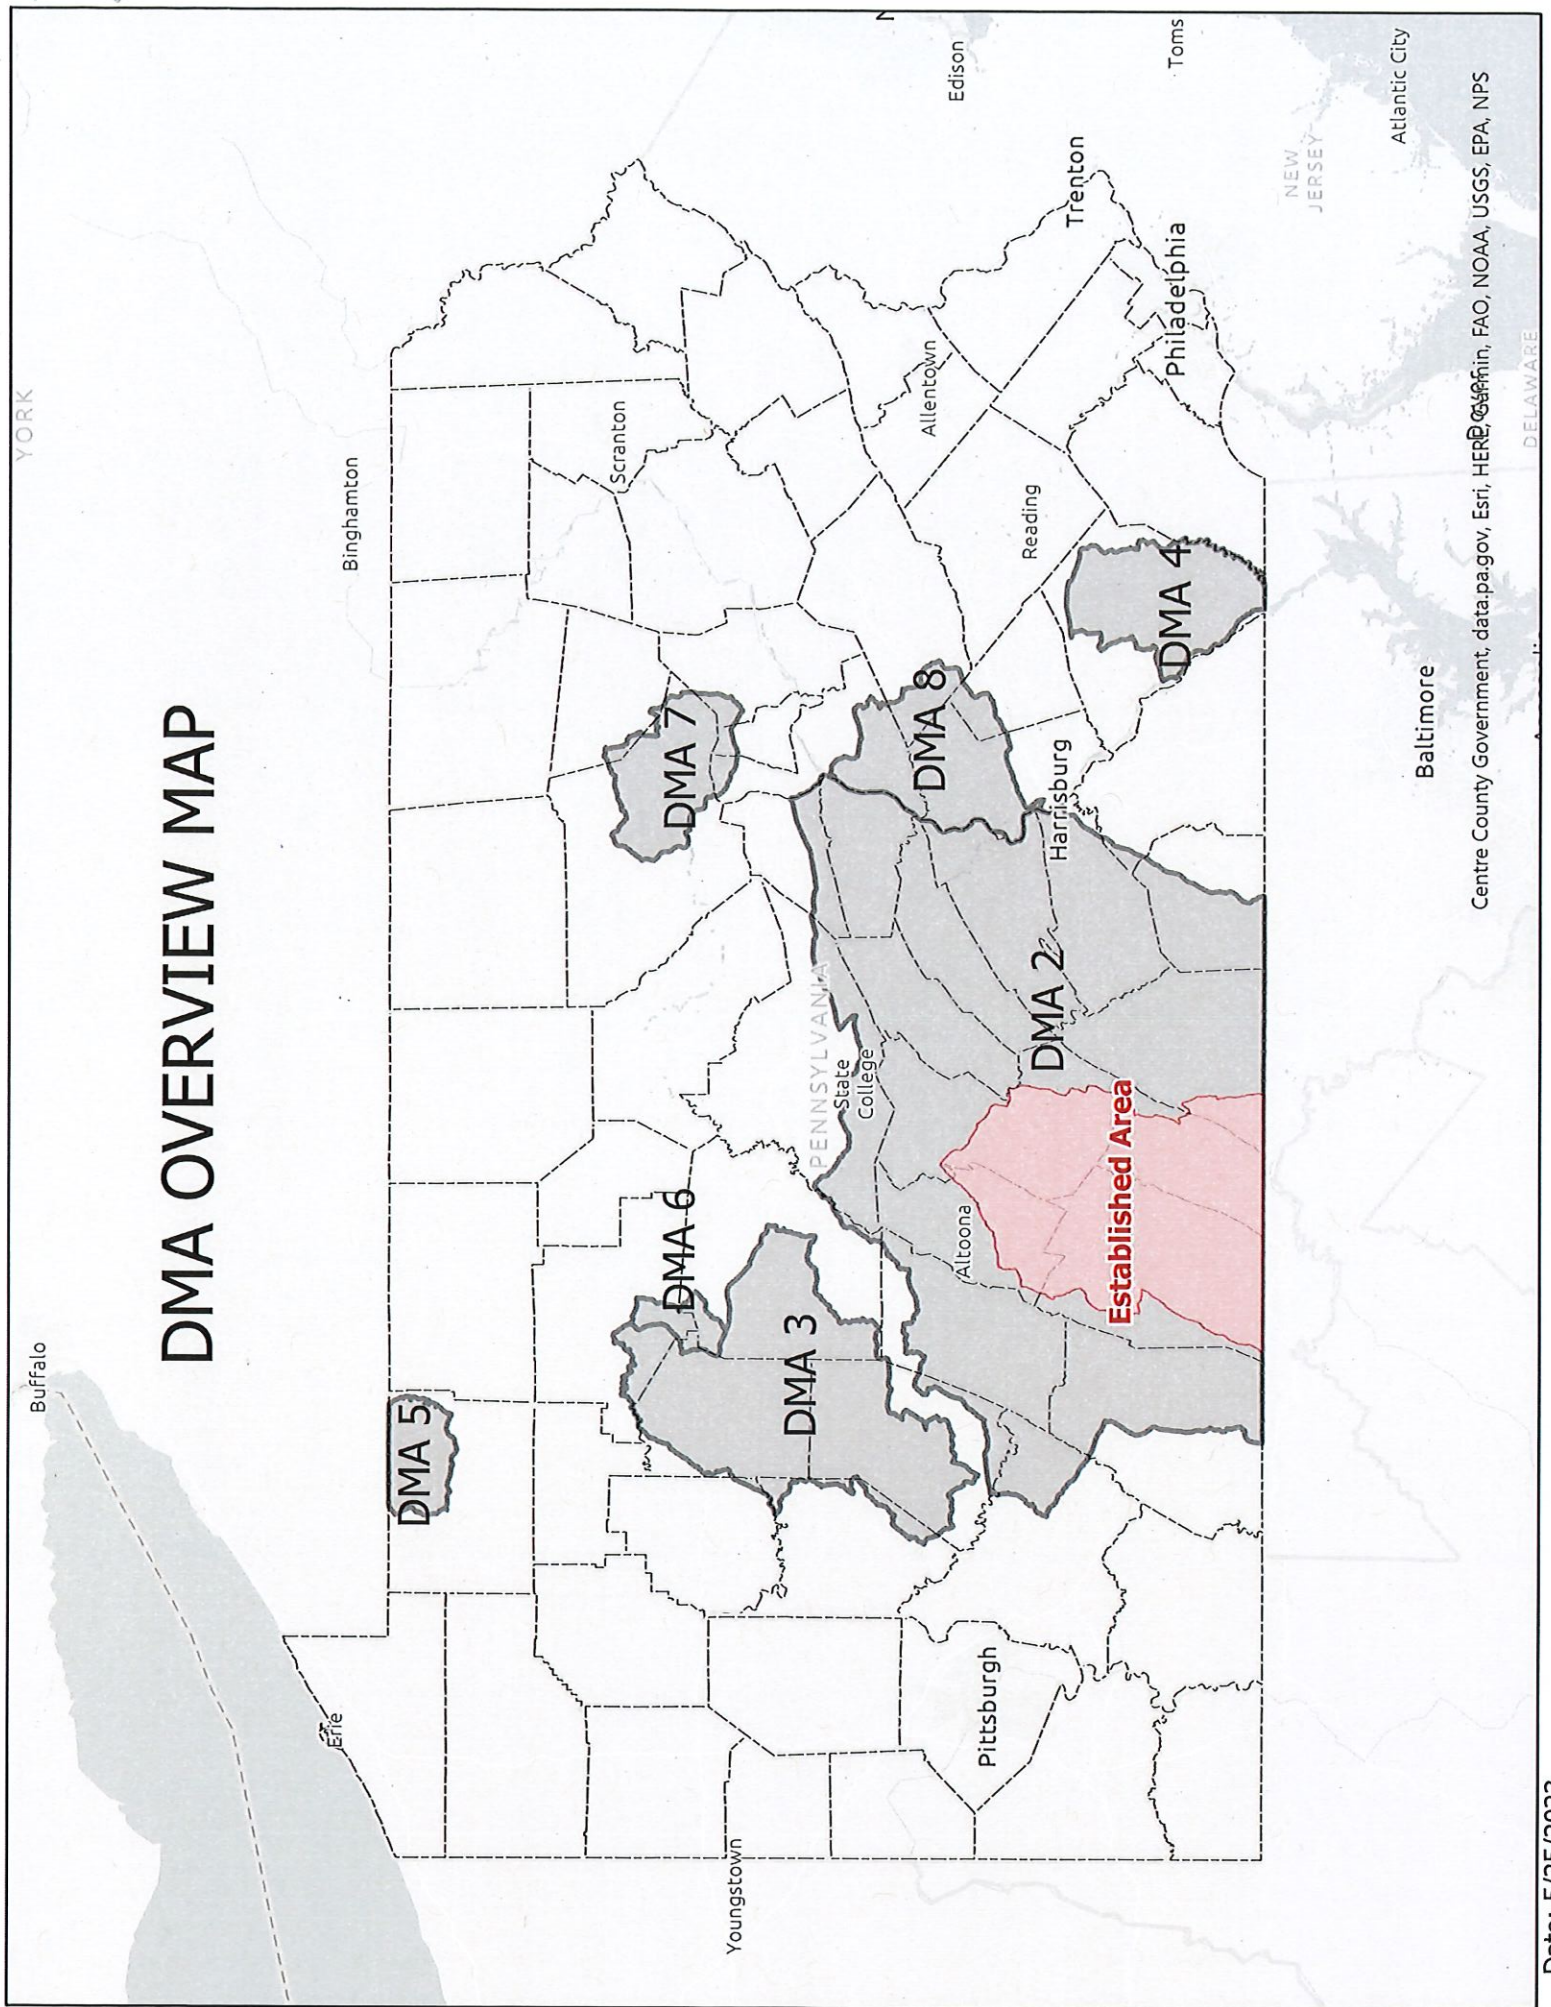 DMA OVERVIEW MAP
YORK
Buffalo
Binghamton
Erie
DMA 5
Scranton
DMA 6
DMA 7
Youngstown
DMA 3
PENNSYLVANIA
State
College
Allentown
DMA 8
Edison
Altoona
Pittsburgh
Reading
DMA 2
Harrisburg
Trenton
Established Area
DMA 4
Philadelphia
Toms
NEW
JERSEY
Atlantic City
Baltimore
Centre County Government, data.pa.gov, Esri, HERE, Garmin, FAO, NOAA, USGS, EPA, NPS
DELAWARE